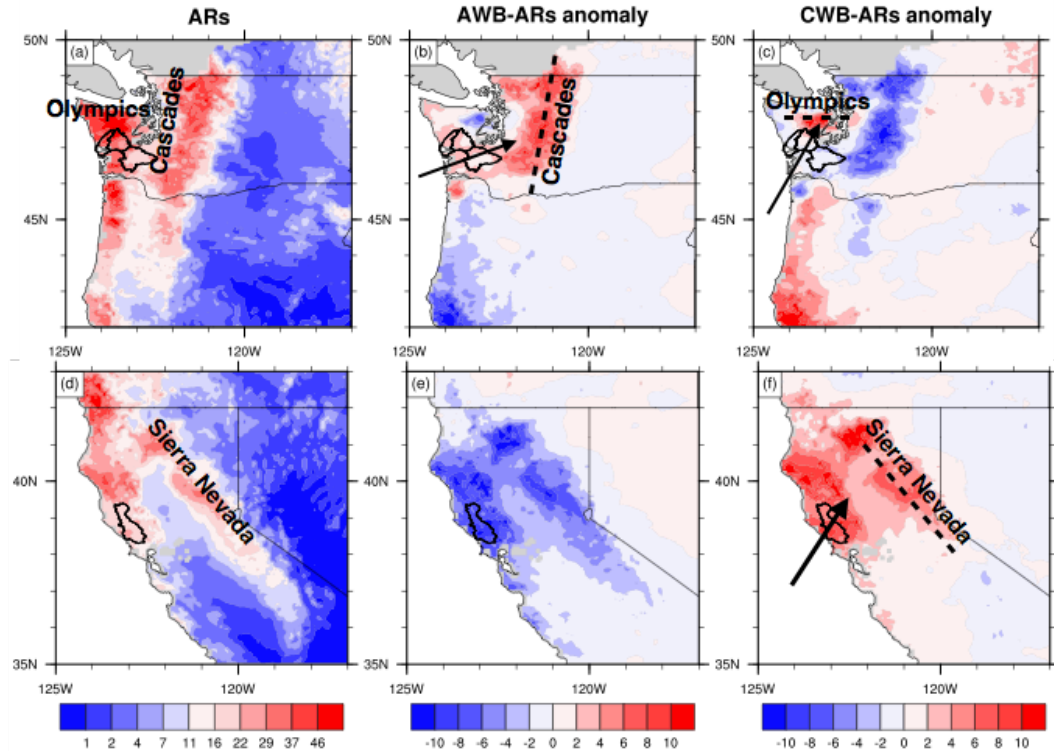 ARs AWB-ARs anomaly CWB-ARs anomaly
50N 50N 50N
(a) (b) (c)
Olympics Cascades Cascades Olympics
45N 45N 45N
125W 120W 125W 120W 125W 120W
(d) (e) (f)
Sierra Nevada Sierra Nevada
40N 40N 40N
35N 35N 35N
125W 120W 125W 120W 125W 120W
1 2 4 7 11 16 22 29 37 46 -10 -8 -6 -4 -2 0 2 4 6 8 10 -10 -8 -6 -4 -2 0 2 4 6 8 10